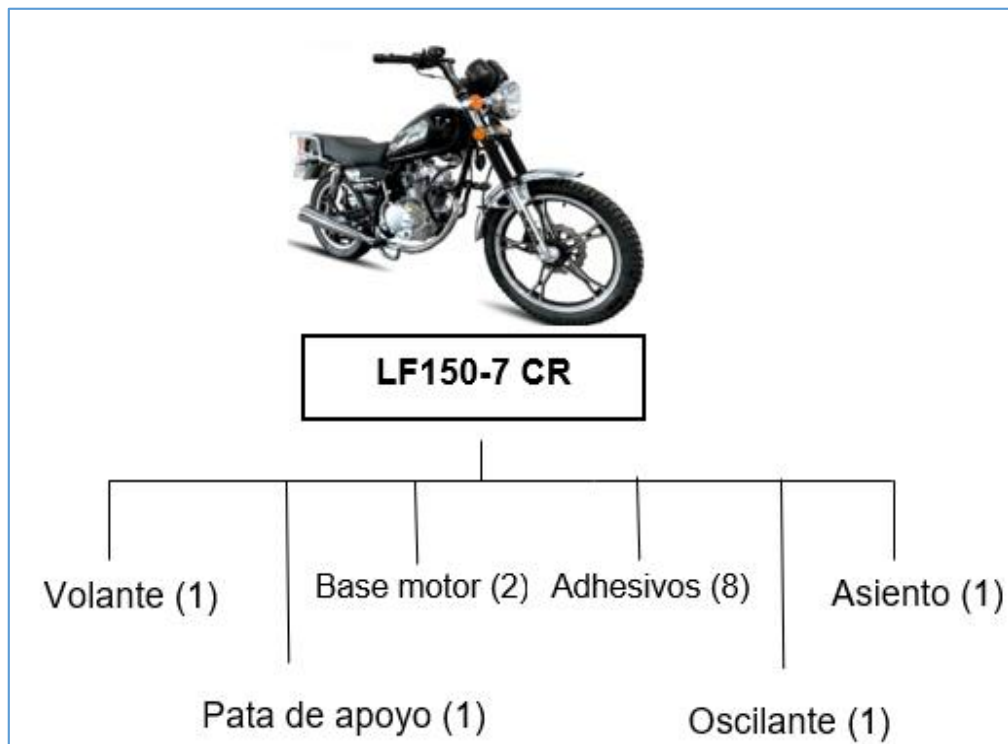 LF150-7 CR
Volante (1)
Base motor (2)
Adhesivos (8)
Asiento (1)
Pata de apoyo (1)
Oscilante (1)